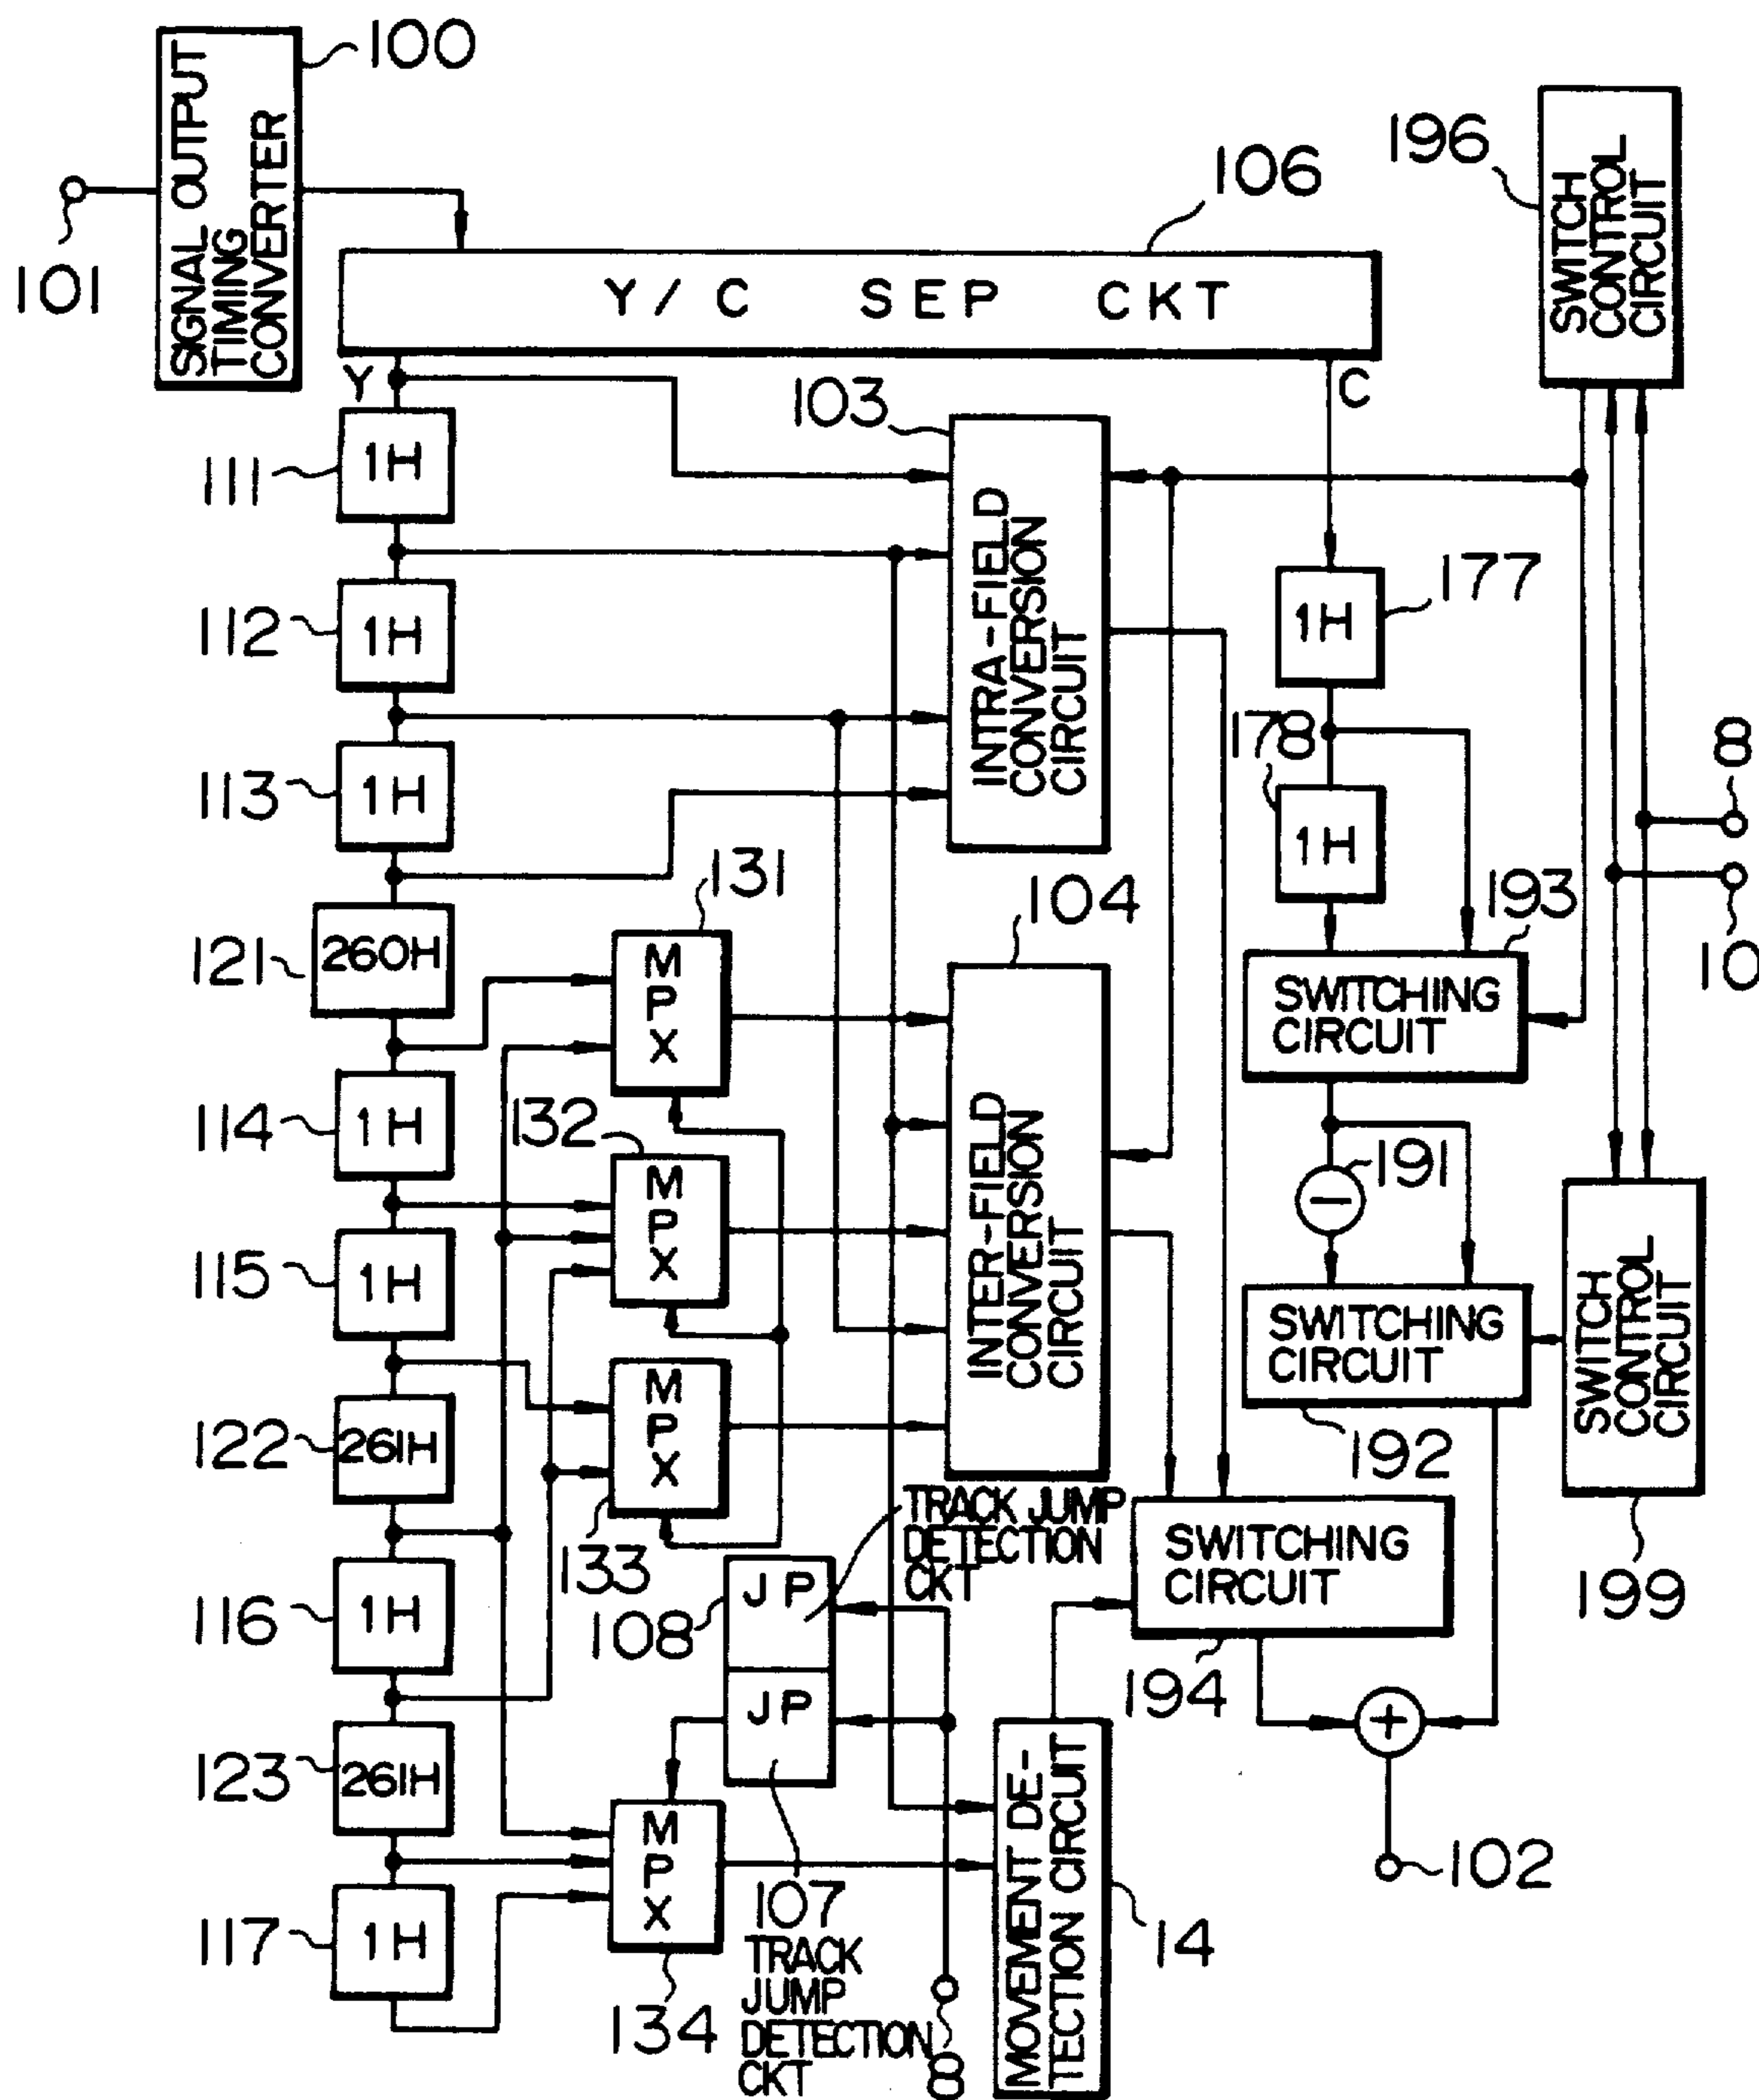 100
SIGNAL OUTPUT
TIMING
CONVERTER
101
106
Y / C SEP CKT
196
SWITCH
CONTROL
CIRCUIT
Y
C
103
INTRA-FIELD
CONVERSION
CIRCUIT
111
1H
112
1H
113
1H
177
1H
178
1H
8
10
193
SWITCHING
CIRCUIT
121
260H
131
MPX
104
INTER-FIELD
CONVERSION
CIRCUIT
114
1H
132
MPX
191
−
115
1H
SWITCHING
CIRCUIT
192
SWITCH
CONTROL
CIRCUIT
199
122
261H
MPX
133
TRACK JUMP
DETECTION
CKT
108
JP
JP
SWITCHING
CIRCUIT
194
116
1H
123
261H
+
102
MPX
134
107
TRACK
JUMP
DETECTION
CKT
8
MOVEMENT DE-
TECTION CIRCUIT
14
117
1H